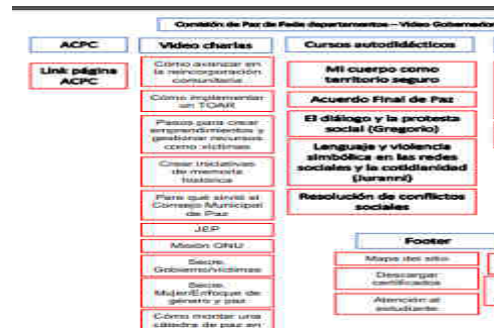 Comisión de Paz de Fede departamentos – Video Gobernador
ACPC
Link página
ACPC
Video charlas
Cómo avanzar en
la reincorporación
comunitaria
Cómo implementar
un TOAR
Pasos para crear
emprendimientos y
gestionar recursos
como víctimas
Crear iniciativas
de memoria
histórica
Para qué sirve el
Consejo Municipal
de Paz
JEP
Misión ONU
Secre.
Gobierno/víctimas
Secre.
Mujer/Enfoque de
género y paz
Cómo montar una
cátedra de paz en
Cursos autodidácticos
Mi cuerpo como
territorio seguro
Acuerdo Final de Paz
El diálogo y la protesta
social (Gregorio)
Lenguaje y violencia
simbólica en las redes
sociales y la cotidianidad
(Juranni)
Resolución de conflictos
sociales
Footer
Mapa del sitio
Descargar
certificados
Atención al
estudiante